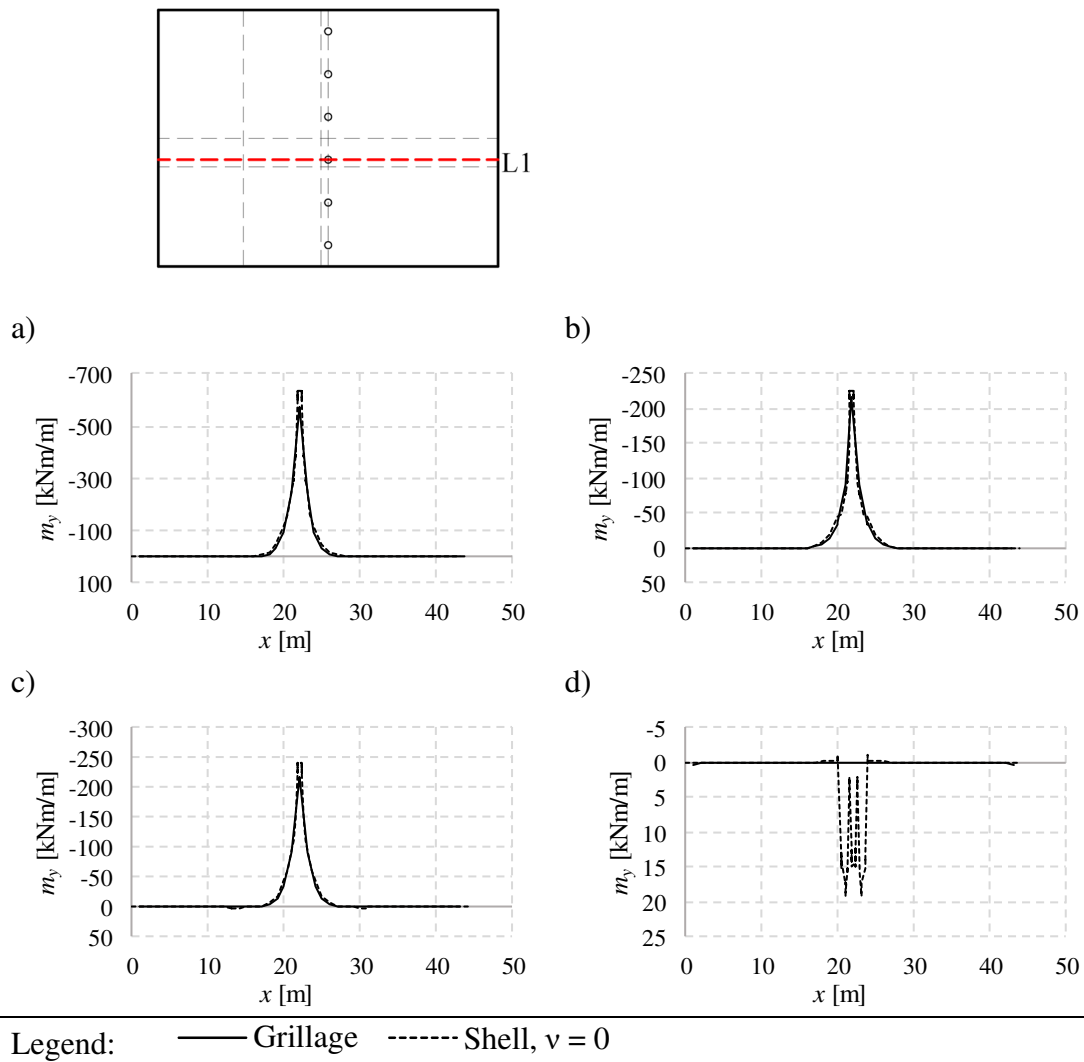 L1
a)
b)
-700
-500
-300
-100
100
m_y [kNm/m]
0 10 20 30 40 50
x [m]
-250
-200
-150
-100
-50
0
50
m_y [kNm/m]
0 10 20 30 40 50
x [m]
c)
d)
-300
-250
-200
-150
-100
-50
0
50
m_y [kNm/m]
0 10 20 30 40 50
x [m]
-5
0
5
10
15
20
25
m_y [kNm/m]
0 10 20 30 40 50
x [m]
Legend: Grillage Shell, ν = 0